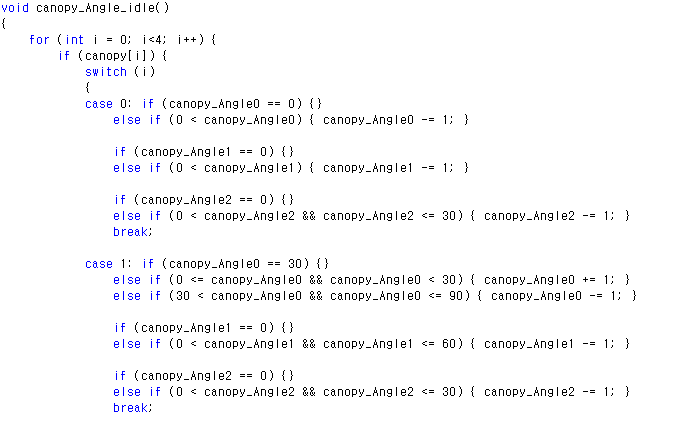 void canopy_Angle_idle()
{
    for (int i = 0; i<4; i++) {
        if (canopy[i]) {
            switch (i)
            {
            case 0: if (canopy_Angle0 == 0) {}
                else if (0 < canopy_Angle0) { canopy_Angle0 -= 1; }
                if (canopy_Angle1 == 0) {}
                else if (0 < canopy_Angle1) { canopy_Angle1 -= 1; }
                if (canopy_Angle2 == 0) {}
                else if (0 < canopy_Angle2 && canopy_Angle2 <= 30) { canopy_Angle2 -= 1; }
                break;
            case 1: if (canopy_Angle0 == 30) {}
                else if (0 <= canopy_Angle0 && canopy_Angle0 < 30) { canopy_Angle0 += 1; }
                else if (30 < canopy_Angle0 && canopy_Angle0 <= 90) { canopy_Angle0 -= 1; }
                if (canopy_Angle1 == 0) {}
                else if (0 < canopy_Angle1 && canopy_Angle1 <= 60) { canopy_Angle1 -= 1; }
                if (canopy_Angle2 == 0) {}
                else if (0 < canopy_Angle2 && canopy_Angle2 <= 30) { canopy_Angle2 -= 1; }
                break;